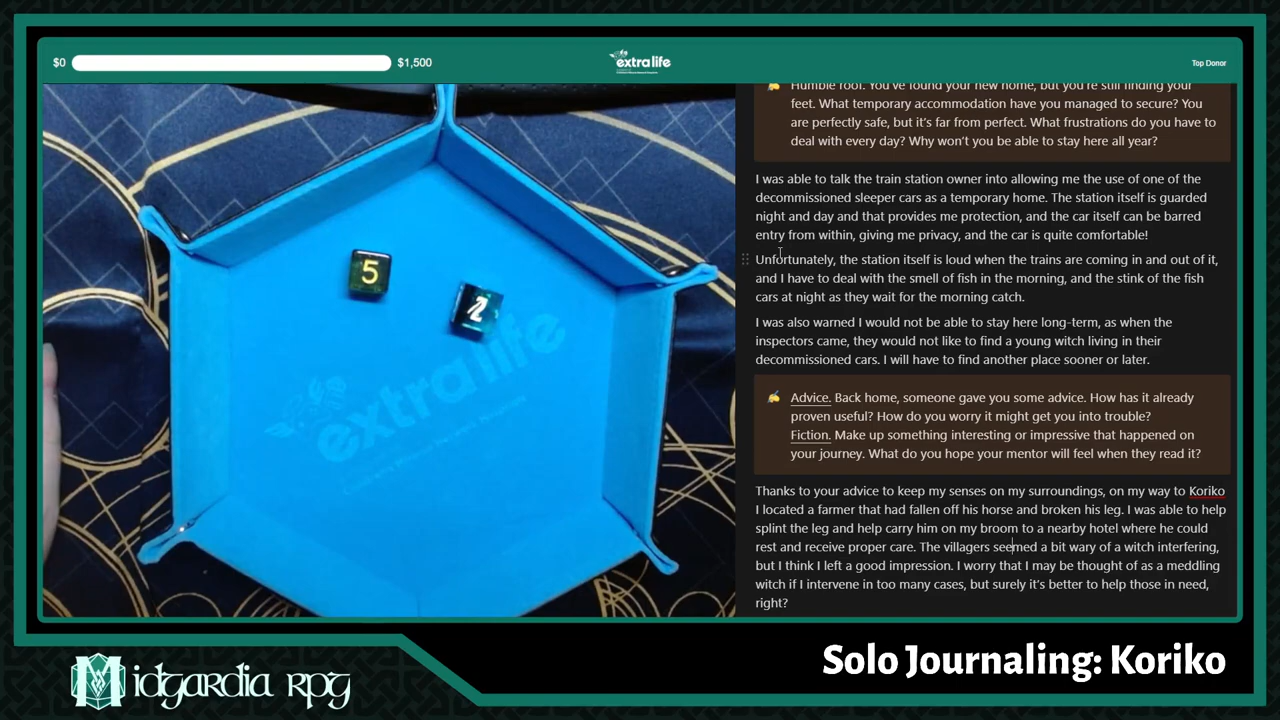 $0
$1,500
extra life
Top Donor
Humble roof. You've found your new home, but you're still finding your
feet. What temporary accommodation have you managed to secure? You
are perfectly safe, but it's far from perfect. What frustrations do you have to
deal with every day? Why won't you be able to stay here all year?
I was able to talk the train station owner into allowing me the use of one of the
decommissioned sleeper cars as a temporary home. The station itself is guarded
night and day and that provides me protection, and the car itself can be barred
entry from within, giving me privacy, and the car is quite comfortable!
Unfortunately, the station itself is loud when the trains are coming in and out of it,
and I have to deal with the smell of fish in the morning, and the stink of the fish
cars at night as they wait for the morning catch.
I was also warned I would not be able to stay here long-term, as when the
inspectors came, they would not like to find a young witch living in their
decommissioned cars. I will have to find another place sooner or later.
Advice. Back home, someone gave you some advice. How has it already
proven useful? How do you worry it might get you into trouble?
Fiction. Make up something interesting or impressive that happened on
your journey. What do you hope your mentor will feel when they read it?
Thanks to your advice to keep my senses on my surroundings, on my way to Koriko
I located a farmer that had fallen off his horse and broken his leg. I was able to help
splint the leg and help carry him on my broom to a nearby hotel where he could
rest and receive proper care. The villagers seemed a bit wary of a witch interfering,
but I think I left a good impression. I worry that I may be thought of as a meddling
witch if I intervene in too many cases, but surely it's better to help those in need,
right?
5
2
extra life
Solo Journaling: Koriko
Midgardia RPG